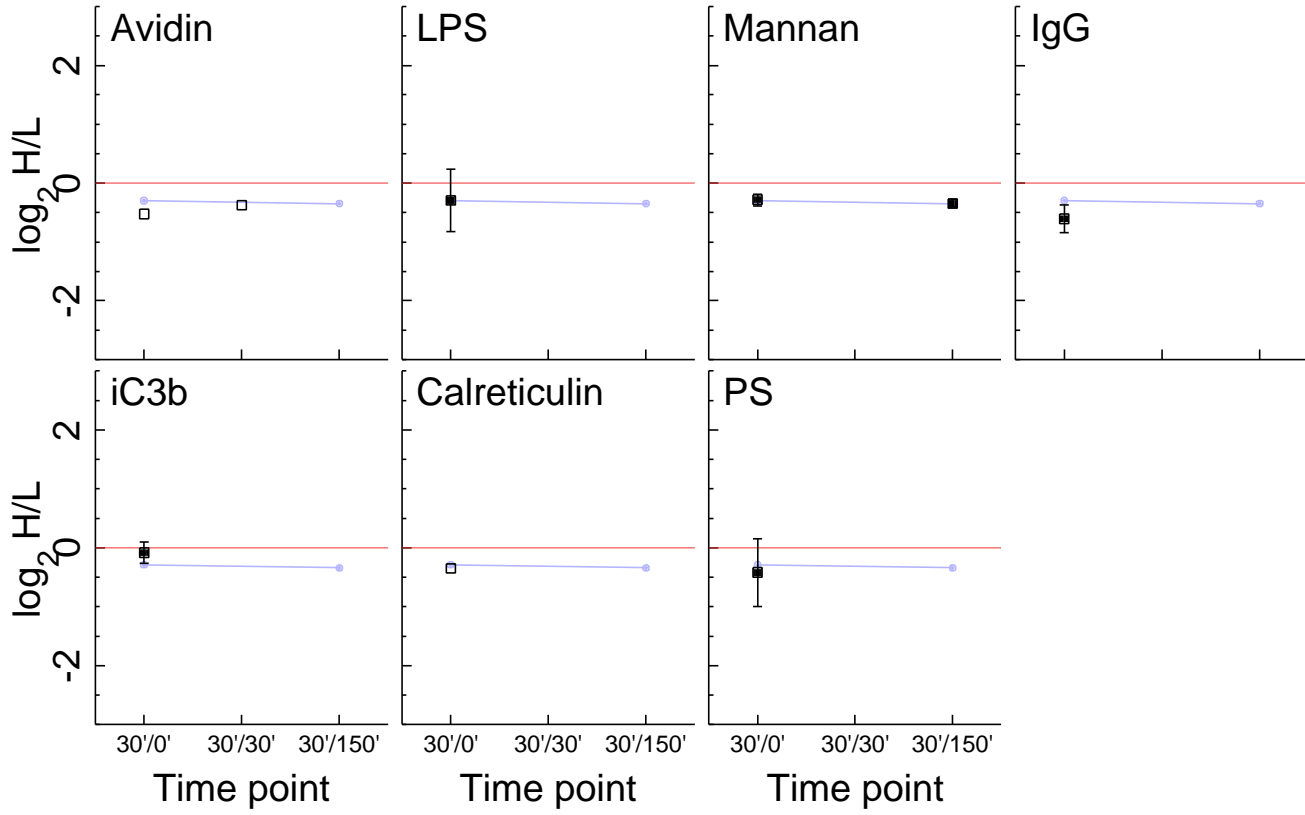 Avidin
LPS
Mannan
IgG
log2 H/L
2
0
-2
iC3b
Calreticulin
PS
log2 H/L
2
0
-2
30'/0' 30'/30' 30'/150'
30'/0' 30'/30' 30'/150'
30'/0' 30'/30' 30'/150'
Time point
Time point
Time point